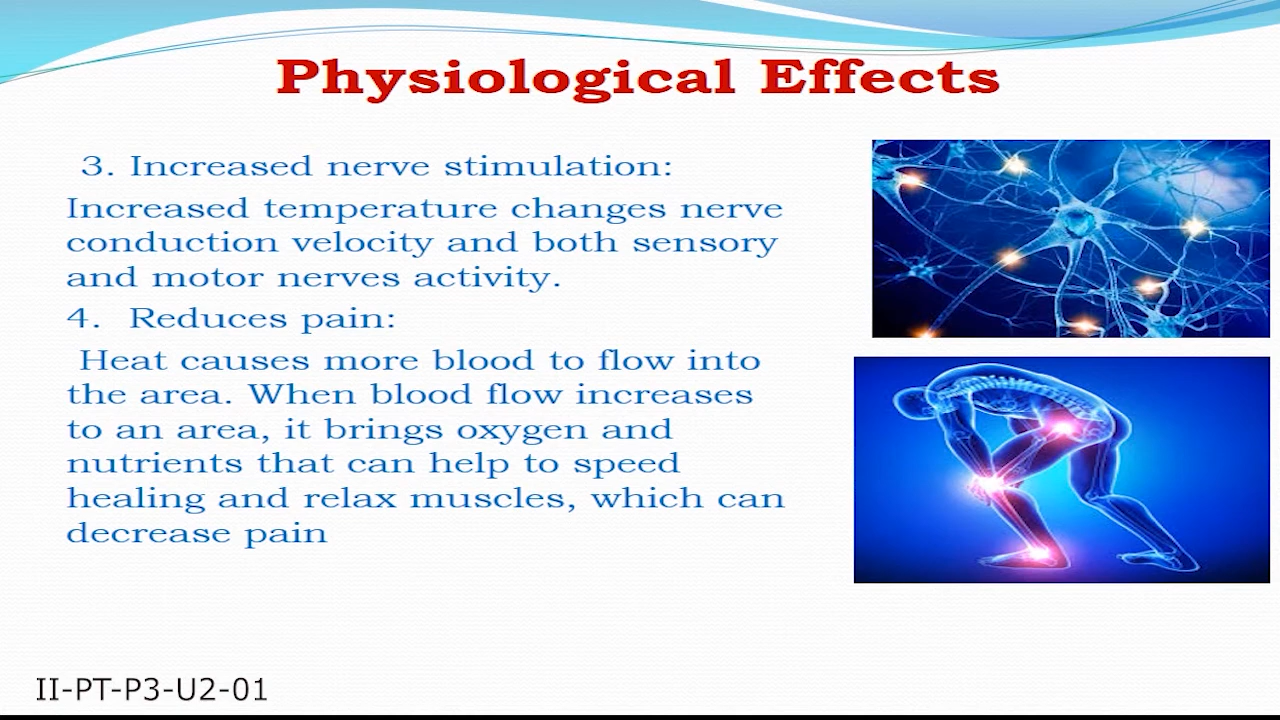 Physiological Effects
3. Increased nerve stimulation:
Increased temperature changes nerve
conduction velocity and both sensory
and motor nerves activity.
4. Reduces pain:
Heat causes more blood to flow into
the area. When blood flow increases
to an area, it brings oxygen and
nutrients that can help to speed
healing and relax muscles, which can
decrease pain
II-PT-P3-U2-01